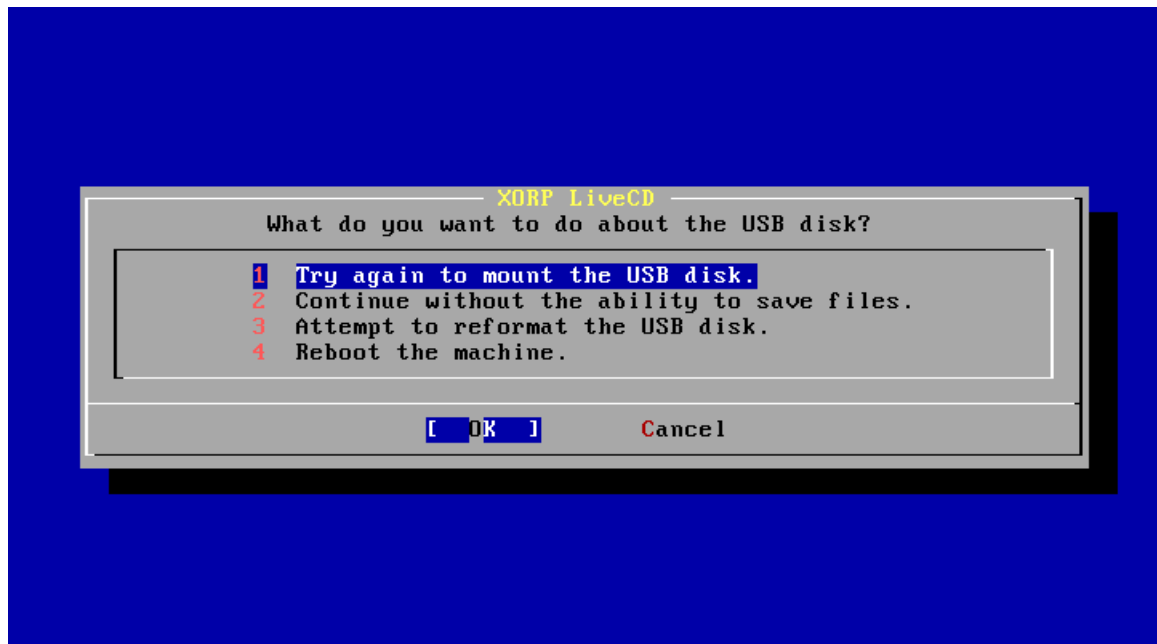 XORP LiveCD
What do you want to do about the USB disk?
1 Try again to mount the USB disk.
2 Continue without the ability to save files.
3 Attempt to reformat the USB disk.
4 Reboot the machine.
[ OK ] Cancel